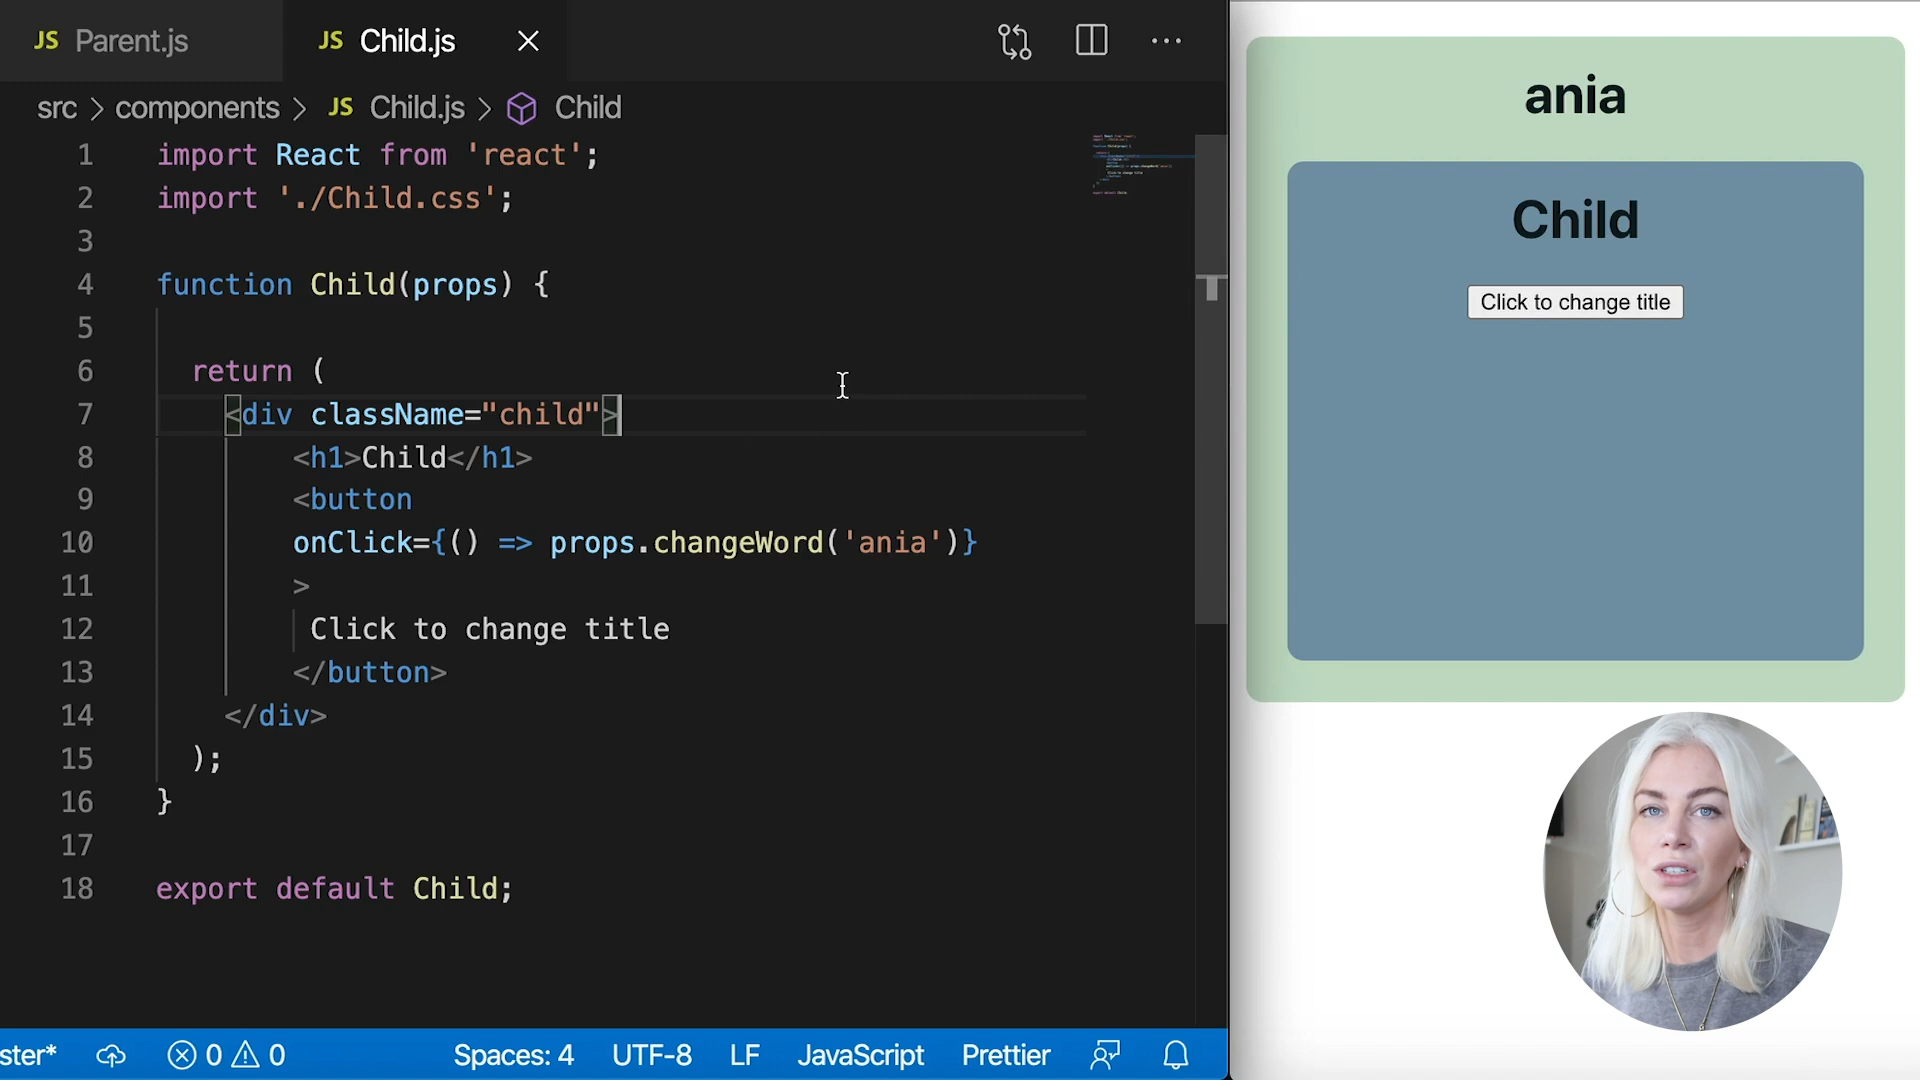 JS Parent.js
JS Child.js
src > components > JS Child.js > Child
1 import React from 'react';
2 import './Child.css';
3
4 function Child(props) {
5
6 return (
7 <div className="child">
8 <h1>Child</h1>
9 <button
10 onClick={() => props.changeWord('ania')}
11 >
12 Click to change title
13 </button>
14 </div>
15 );
16 }
17
18 export default Child;
ster* 0 0 Spaces: 4 UTF-8 LF JavaScript Prettier
ania
Child
Click to change title